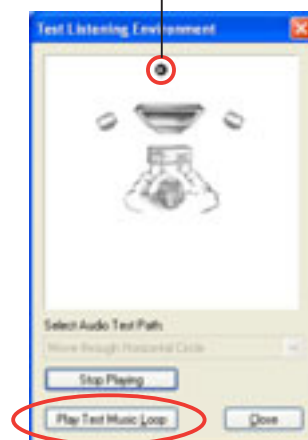 Test Listening Environment
Select Audio Test Path:
Move through Horizontal Circle
Stop Playing
Play Test Music Loop
Close